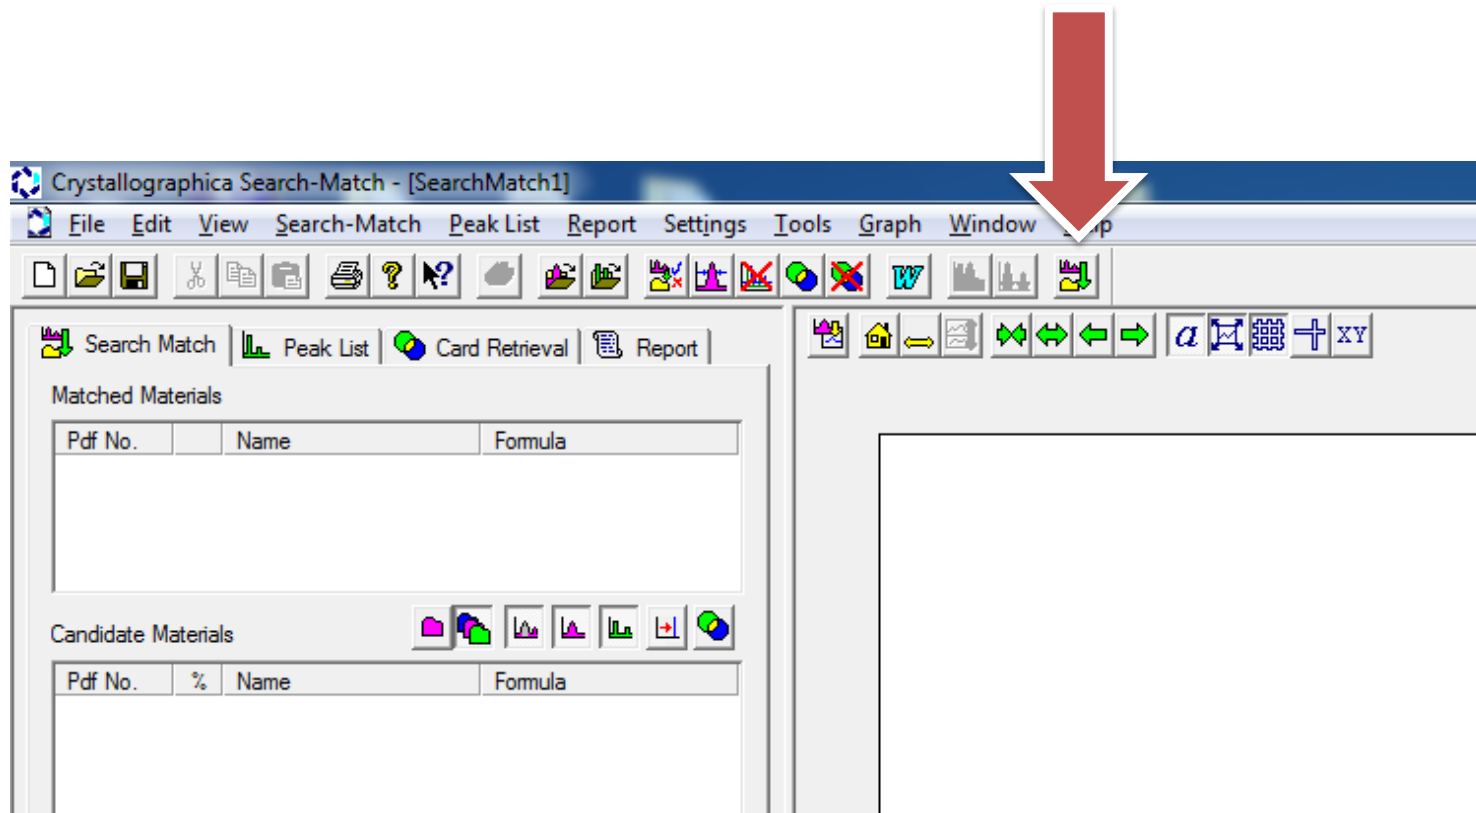 Crystallographica Search-Match - [SearchMatch1]
File Edit View Search-Match Peak List Report Settings Tools Graph Window
? ? W
Search Match Peak List Card Retrieval Report
a XY
Matched Materials
Pdf No. Name Formula
Candidate Materials
Pdf No. % Name Formula